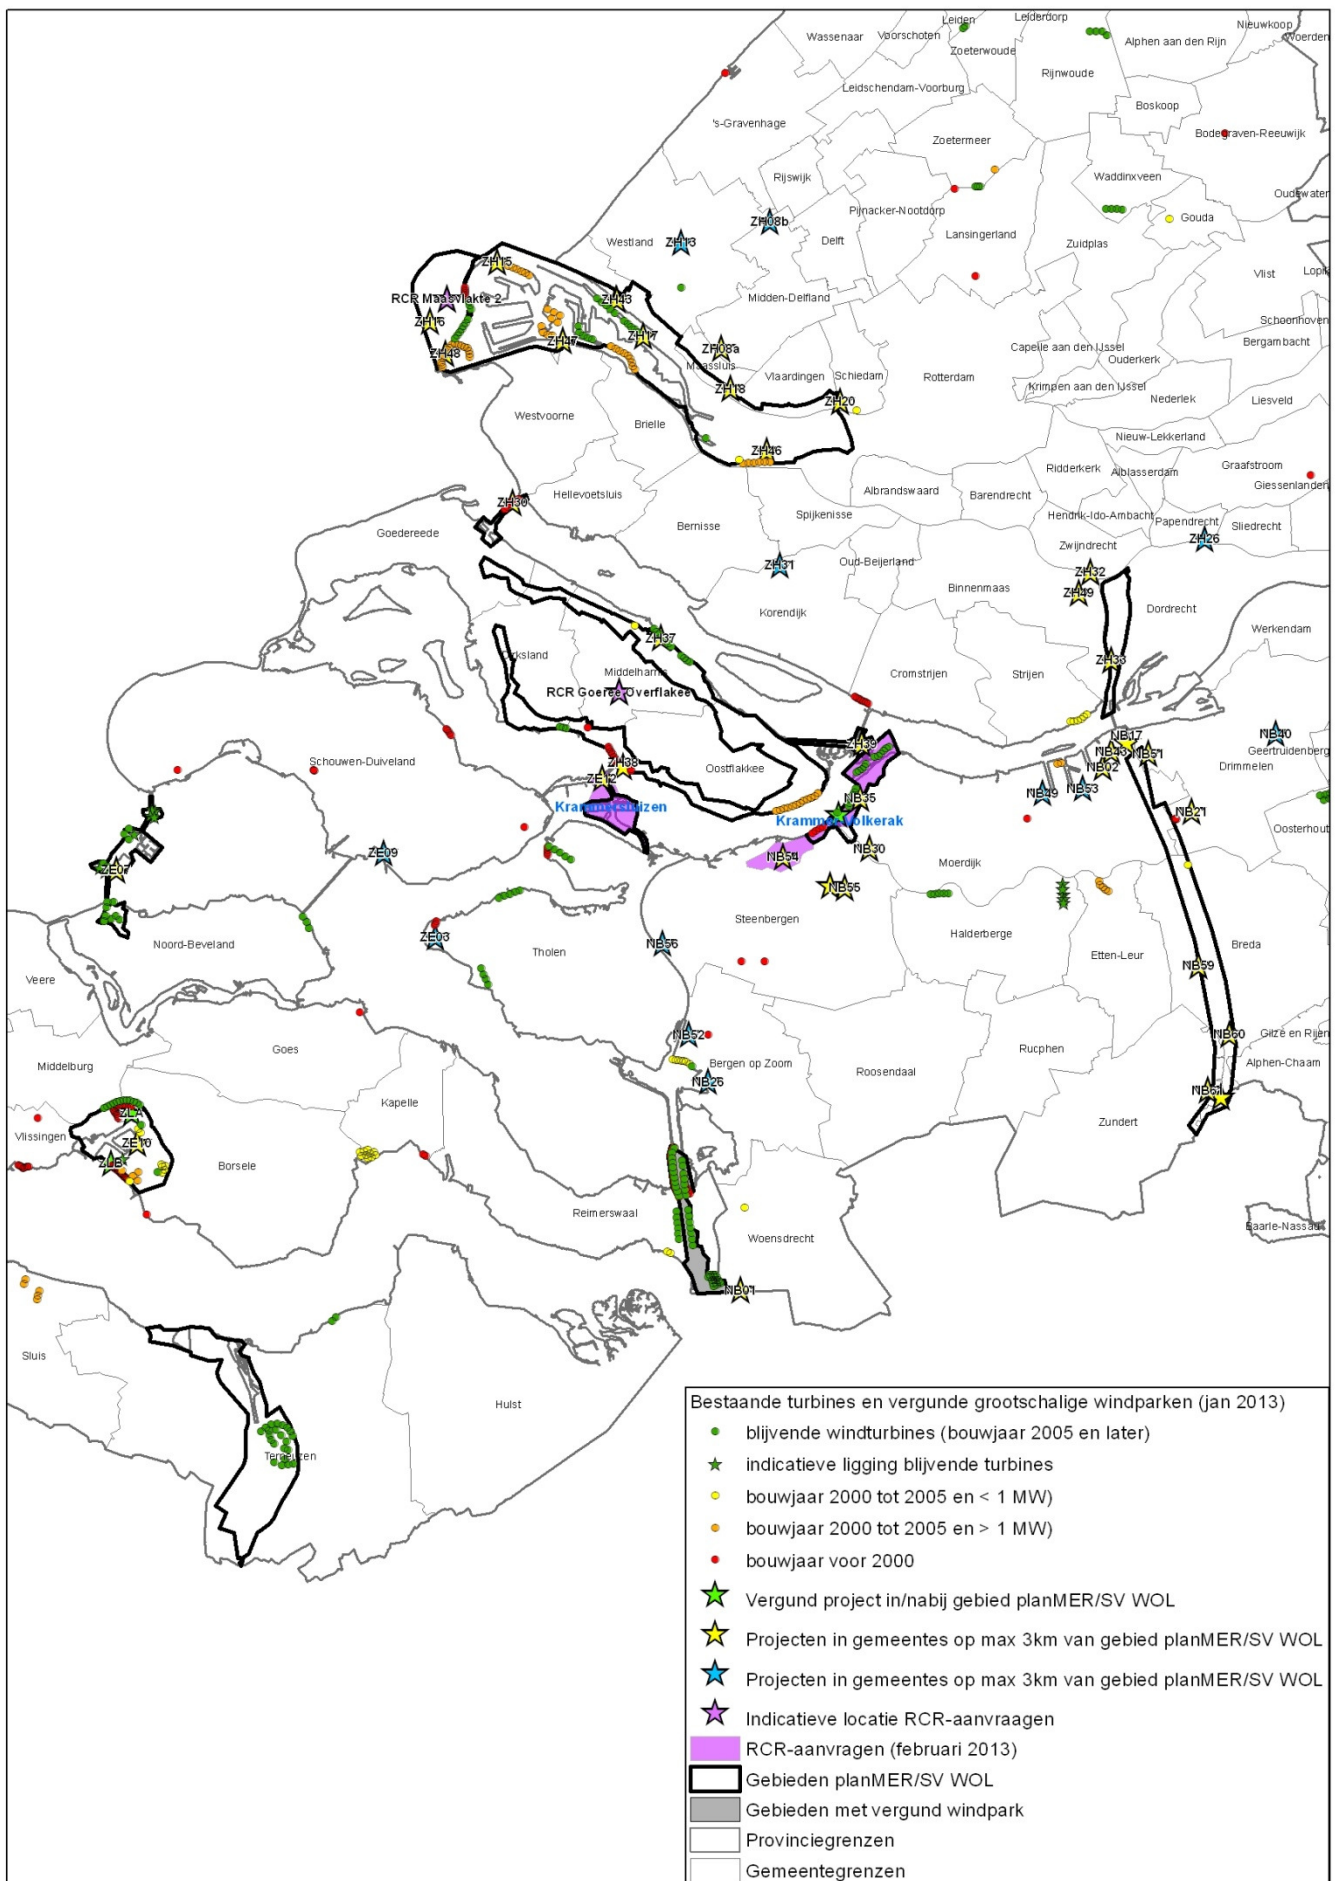 Leiden
Leiderdorp
Nieuwkoop
Wassenaar
Voorschoten
Woerden
Zoeterwoude
Alphen aan den Rijn
Rijnwoude
Leidschendam-Voorburg
Boskoop
's-Gravenhage
Bodegraven-Reeuwijk
Zoetermeer
Rijswijk
Waddinxveen
Oudewater
Pijnacker-Nootdorp
ZH08b
Gouda
Lansingerland
Westland
ZH13
Delft
Zuidplas
Vlist
Lopik
ZH15
Midden-Delfland
RCR Maasvlakte 2
ZH43
ZH16
Schoonhoven
ZH17
ZH47
Bergambacht
ZH48
ZH08a
Capelle aan den IJssel
Ouderkerk
Maassluis
Vlaardingen
Schiedam
Rotterdam
ZH18
Krimpen aan den IJssel
ZH20
Nederlek
Liesveld
Westvoorne
Brielle
Nieuw-Lekkerland
ZH46
Ridderkerk
Alblasserdam
Graafstroom
Giessenlanden
Hellevoetsluis
Albrandswaard
Barendrecht
ZH30
Hendrik-Ido-Ambacht
Spijkenisse
Papendrecht
Sliedrecht
Goedereede
Bernisse
ZH26
Zwijndrecht
ZH31
Oud-Beijerland
ZH32
Binnenmaas
ZH49
Korendijk
Dordrecht
Werkendam
ZH37
Dirksland
Middelharnis
ZH33
Cromstrijen
Strijen
RCR Goeree-Overflakee
NB17
NB40
ZH39
NB43
NB51
Geertruidenberg
Schouwen-Duiveland
ZH38
NB02
Drimmelen
Oostflakkee
ZE12
NB53
NB49
NB35
Krammersluizen
Krammer-Volkerak
NB21
Oosterhout
NB30
ZE09
NB54
Moerdijk
ZE07
NB55
Steenbergen
Halderberge
ZE03
Noord-Beveland
Tholen
NB56
Etten-Leur
Breda
NB59
Veere
NB52
NB60
Gilze en Rijen
Goes
Rucphen
Middelburg
Bergen op Zoom
Alphen-Chaam
Roosendaal
NB26
NB61
Kapelle
ZLA
Zundert
Vlissingen
ZE10
ZLB
Borsele
Reimerswaal
Baarle-Nassau
Woensdrecht
NB01
Sluis
Hulst
Terneuzen
Bestaande turbines en vergunde grootschalige windparken (jan 2013)
blijvende windturbines (bouwjaar 2005 en later)
indicatieve ligging blijvende turbines
bouwjaar 2000 tot 2005 en < 1 MW)
bouwjaar 2000 tot 2005 en > 1 MW)
bouwjaar voor 2000
Vergund project in/nabij gebied planMER/SV WOL
Projecten in gemeentes op max 3km van gebied planMER/SV WOL
Projecten in gemeentes op max 3km van gebied planMER/SV WOL
Indicatieve locatie RCR-aanvraagen
RCR-aanvragen (februari 2013)
Gebieden planMER/SV WOL
Gebieden met vergund windpark
Provinciegrenzen
Gemeentegrenzen